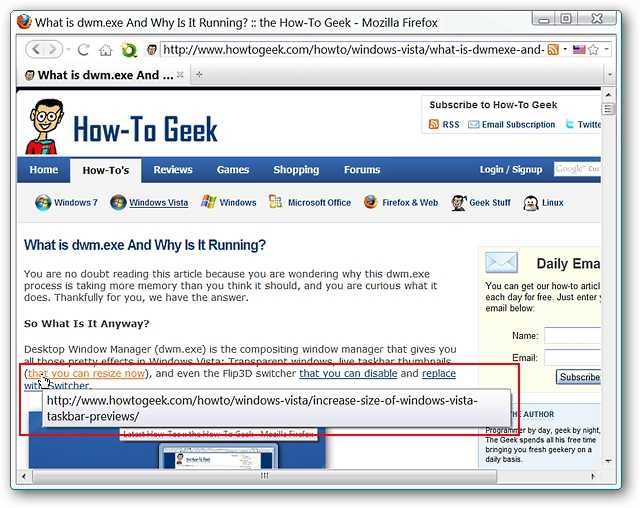 What is dwm.exe And Why Is It Running? :: the How-To Geek - Mozilla Firefox
http://www.howtogeek.com/howto/windows-vista/what-is-dwmexe-and-
What is dwm.exe And ...
Subscribe to How-To Geek
RSS Email Subscription Twitte
How-To Geek
Home How-To's Reviews Games Shopping Forums Login / Signup Google
Windows 7 Windows Vista Windows Microsoft Office Firefox & Web Geek Stuff Linux
What is dwm.exe And Why Is It Running?
You are no doubt reading this article because you are wondering why this dwm.exe
process is taking more memory than you think it should, and you are curious what it
does. Thankfully for you, we have the answer.
So What Is It Anyway?
Desktop Window Manager (dwm.exe) is the compositing window manager that gives you
all those pretty effects in Windows Vista: Transparent windows, live taskbar thumbnails
(that you can resize now), and even the Flip3D switcher that you can disable and replace
with switcher.
http://www.howtogeek.com/howto/windows-vista/increase-size-of-windows-vista-
taskbar-previews/
Latest How-Tos :: the How-To Geek - Mozilla Firefox
Daily Ema
You can get our how-to article
each day for free. Just enter y
email below:
Name:
Email:
Subscribe
THE AUTHOR
Programmer by day, geek by night,
The Geek spends all his free time
bringing you fresh geekery on a
daily basis.